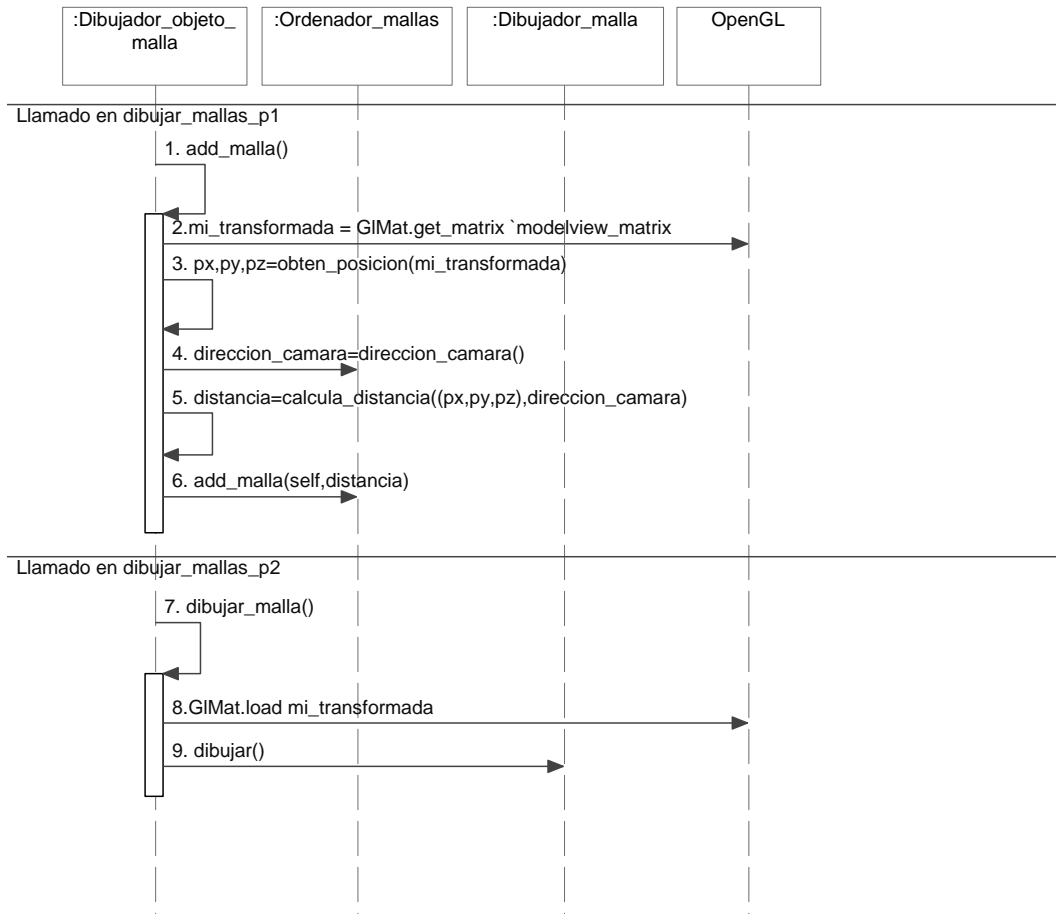 :Dibujador_objeto_
malla
:Ordenador_mallas
:Dibujador_malla
OpenGL
Llamado en dibujar_mallas_p1
1. add_malla()
2.mi_transformada = GlMat.get_matrix `modelview_matrix
3. px,py,pz=obten_posicion(mi_transformada)
4. direccion_camara=direccion_camara()
5. distancia=calcula_distancia((px,py,pz),direccion_camara)
6. add_malla(self,distancia)
Llamado en dibujar_mallas_p2
7. dibujar_malla()
8.GlMat.load mi_transformada
9. dibujar()